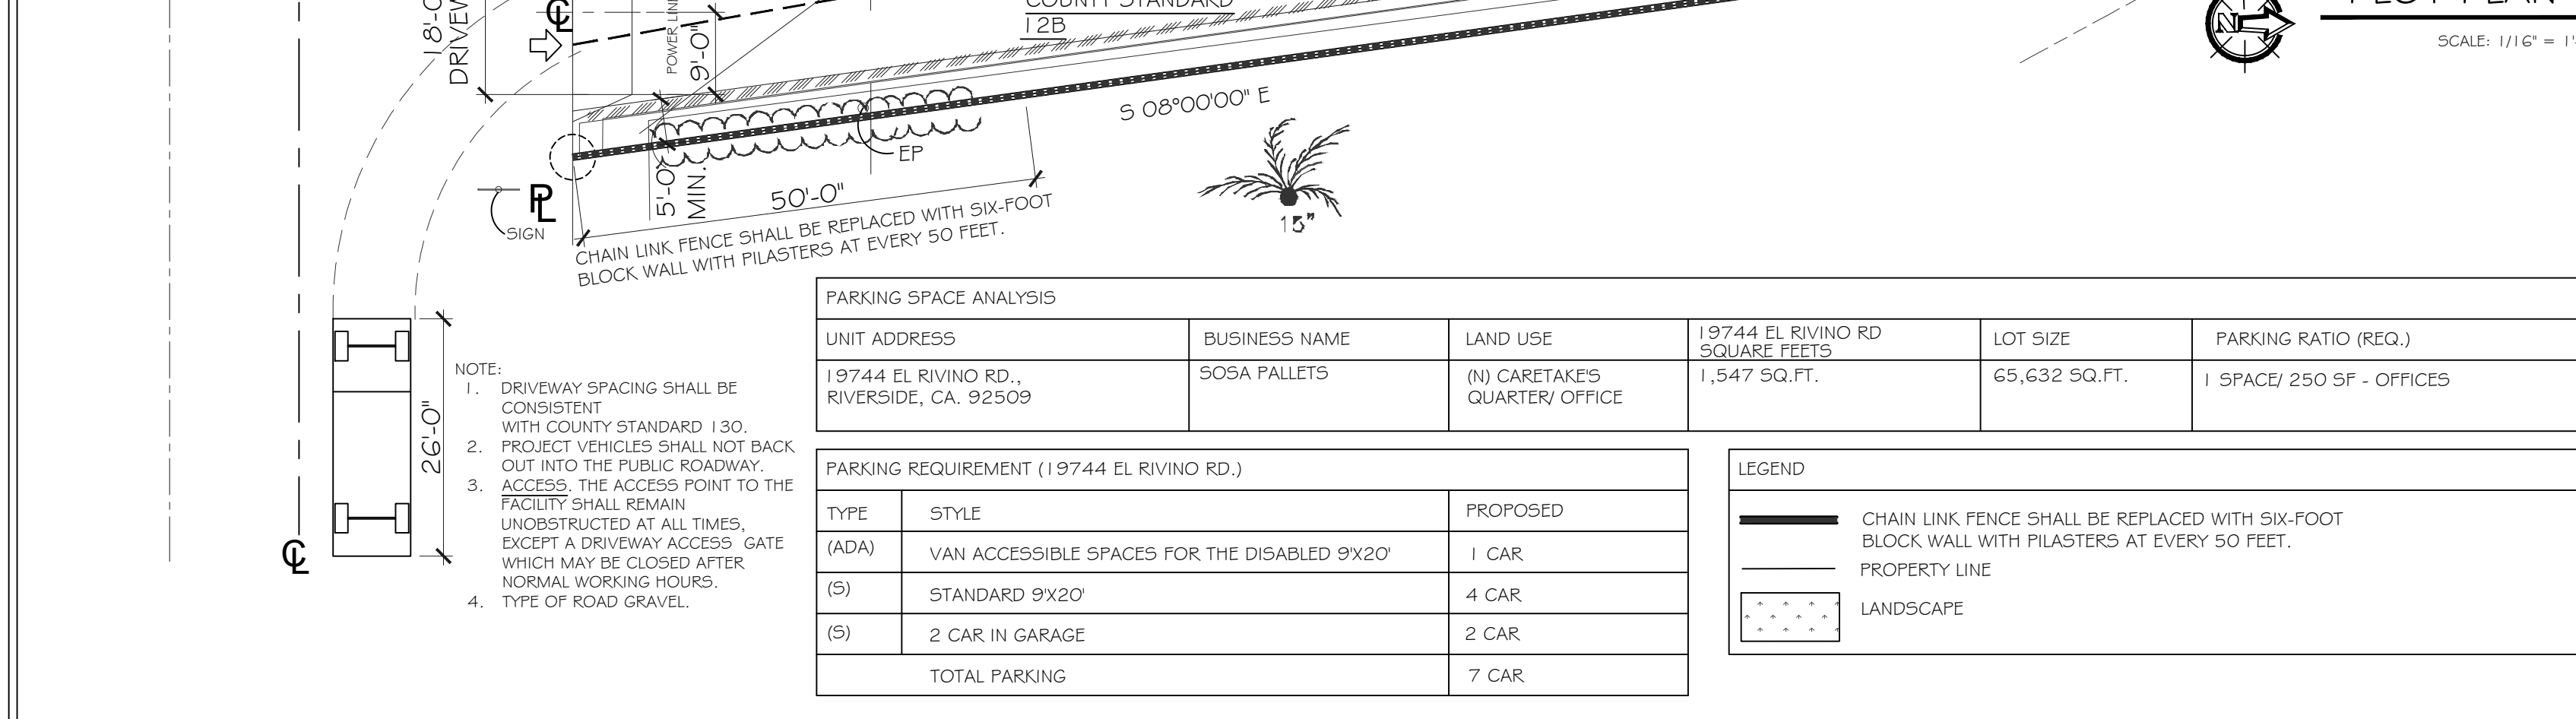 18'-0
DRIVEW
CL
POWER LIN
9'-0"
COUNTY STANDARD
12B
PLOT PLAN
N
SCALE: 1/16" = 1'
S 08°00'00" E
EP
5'-0"
MIN.
50'-0"
PL
SIGN
15"
CHAIN LINK FENCE SHALL BE REPLACED WITH SIX-FOOT
BLOCK WALL WITH PILASTERS AT EVERY 50 FEET.
26'-0"
CL
NOTE:
1. DRIVEWAY SPACING SHALL BE
CONSISTENT
WITH COUNTY STANDARD 130.
2. PROJECT VEHICLES SHALL NOT BACK
OUT INTO THE PUBLIC ROADWAY.
3. ACCESS. THE ACCESS POINT TO THE
FACILITY SHALL REMAIN
UNOBSTRUCTED AT ALL TIMES,
EXCEPT A DRIVEWAY ACCESS GATE
WHICH MAY BE CLOSED AFTER
NORMAL WORKING HOURS.
4. TYPE OF ROAD GRAVEL.
PARKING SPACE ANALYSIS
UNIT ADDRESS
BUSINESS NAME
LAND USE
19744 EL RIVINO RD
SQUARE FEETS
LOT SIZE
PARKING RATIO (REQ.)
19744 EL RIVINO RD.,
RIVERSIDE, CA. 92509
SOSA PALLETS
(N) CARETAKE'S
QUARTER/ OFFICE
1,547 SQ.FT.
65,632 SQ.FT.
1 SPACE/ 250 SF - OFFICES
PARKING REQUIREMENT (19744 EL RIVINO RD.)
TYPE STYLE PROPOSED
(ADA) VAN ACCESSIBLE SPACES FOR THE DISABLED 9'X20' 1 CAR
(S) STANDARD 9'X20' 4 CAR
(S) 2 CAR IN GARAGE 2 CAR
TOTAL PARKING 7 CAR
LEGEND
CHAIN LINK FENCE SHALL BE REPLACED WITH SIX-FOOT
BLOCK WALL WITH PILASTERS AT EVERY 50 FEET.
PROPERTY LINE
LANDSCAPE